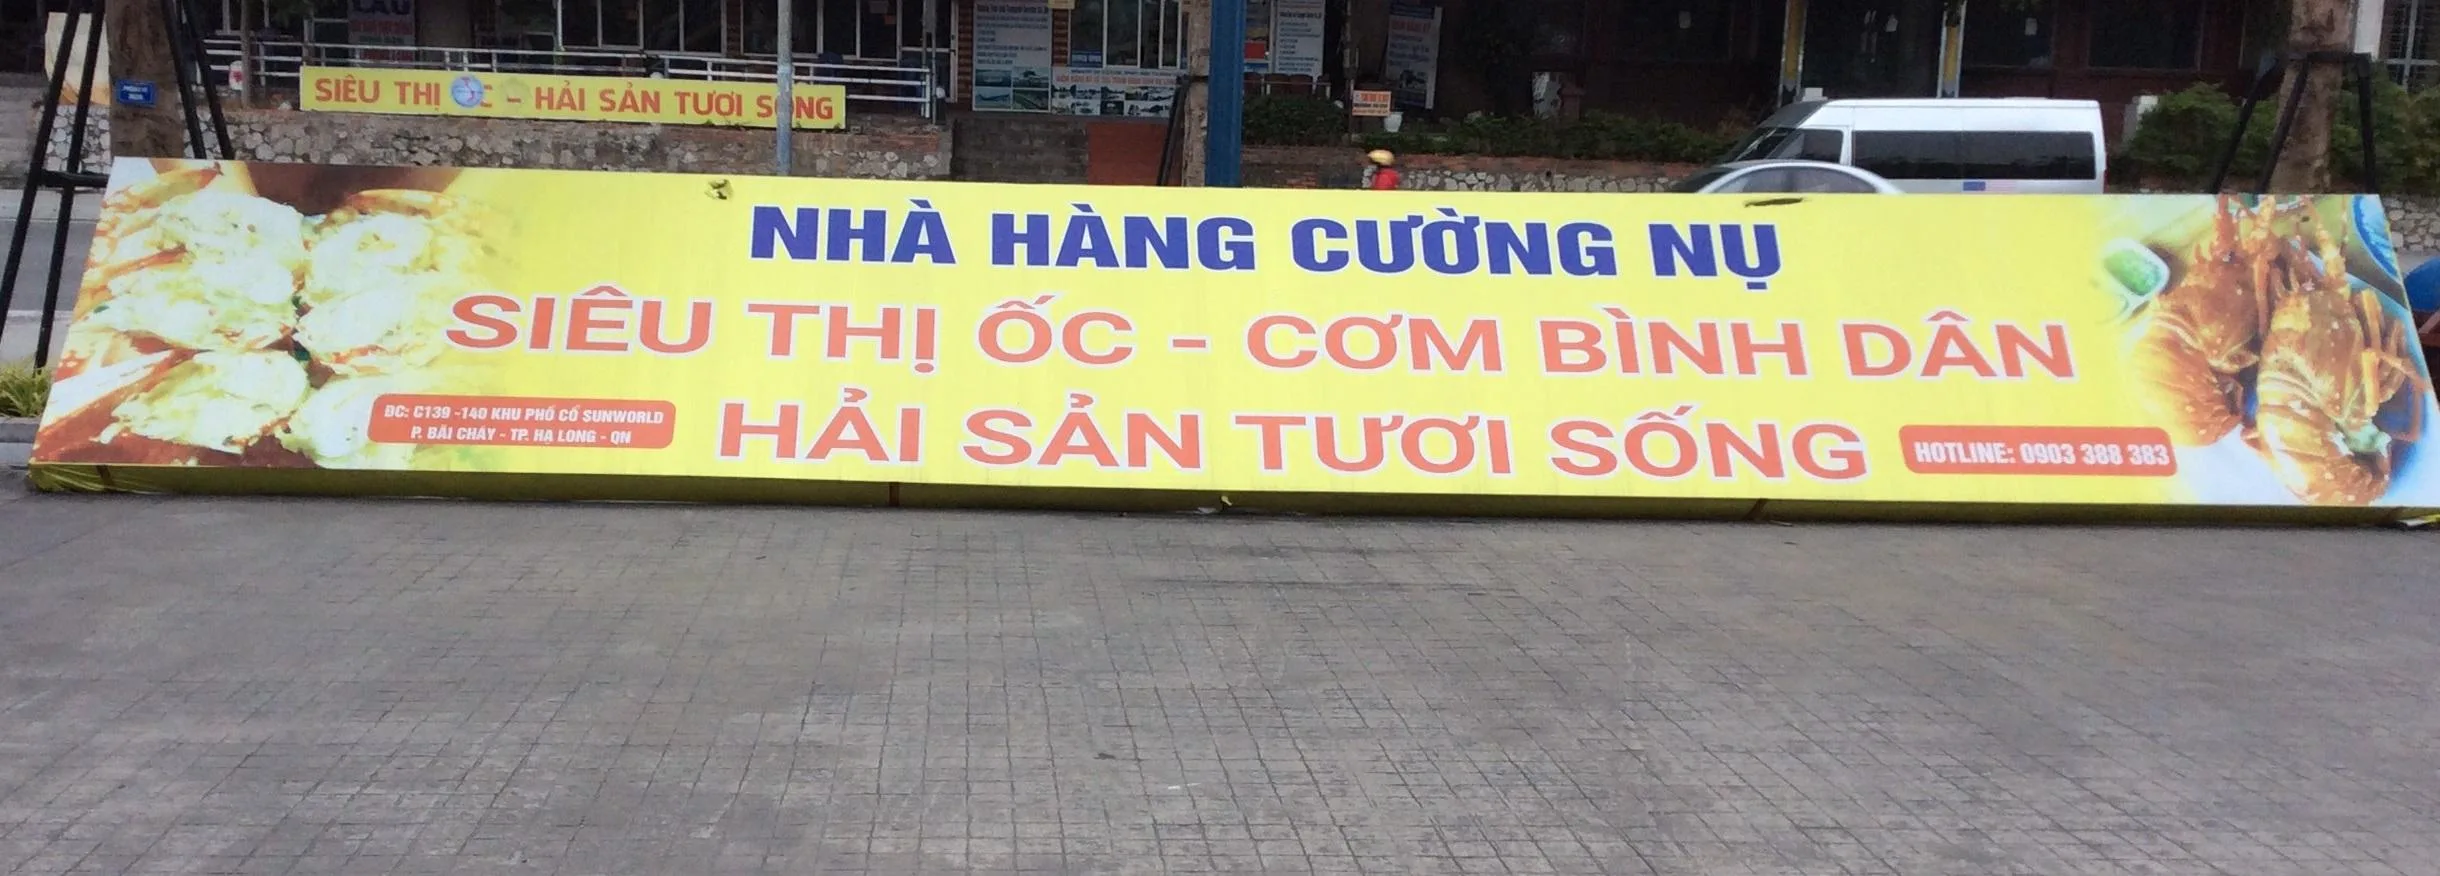 SIÊU THỊ ỐC - HẢI SẢN TƯƠI SỐNG
NHÀ HÀNG CƯỜNG NỤ
SIÊU THỊ ỐC - CƠM BÌNH DÂN
HẢI SẢN TƯƠI SỐNG
ĐC: C139 -140 KHU PHỐ CỔ SUNWORLD
P. BÃI CHÁY - TP. HẠ LONG - QN
HOTLINE: 0903 388 383